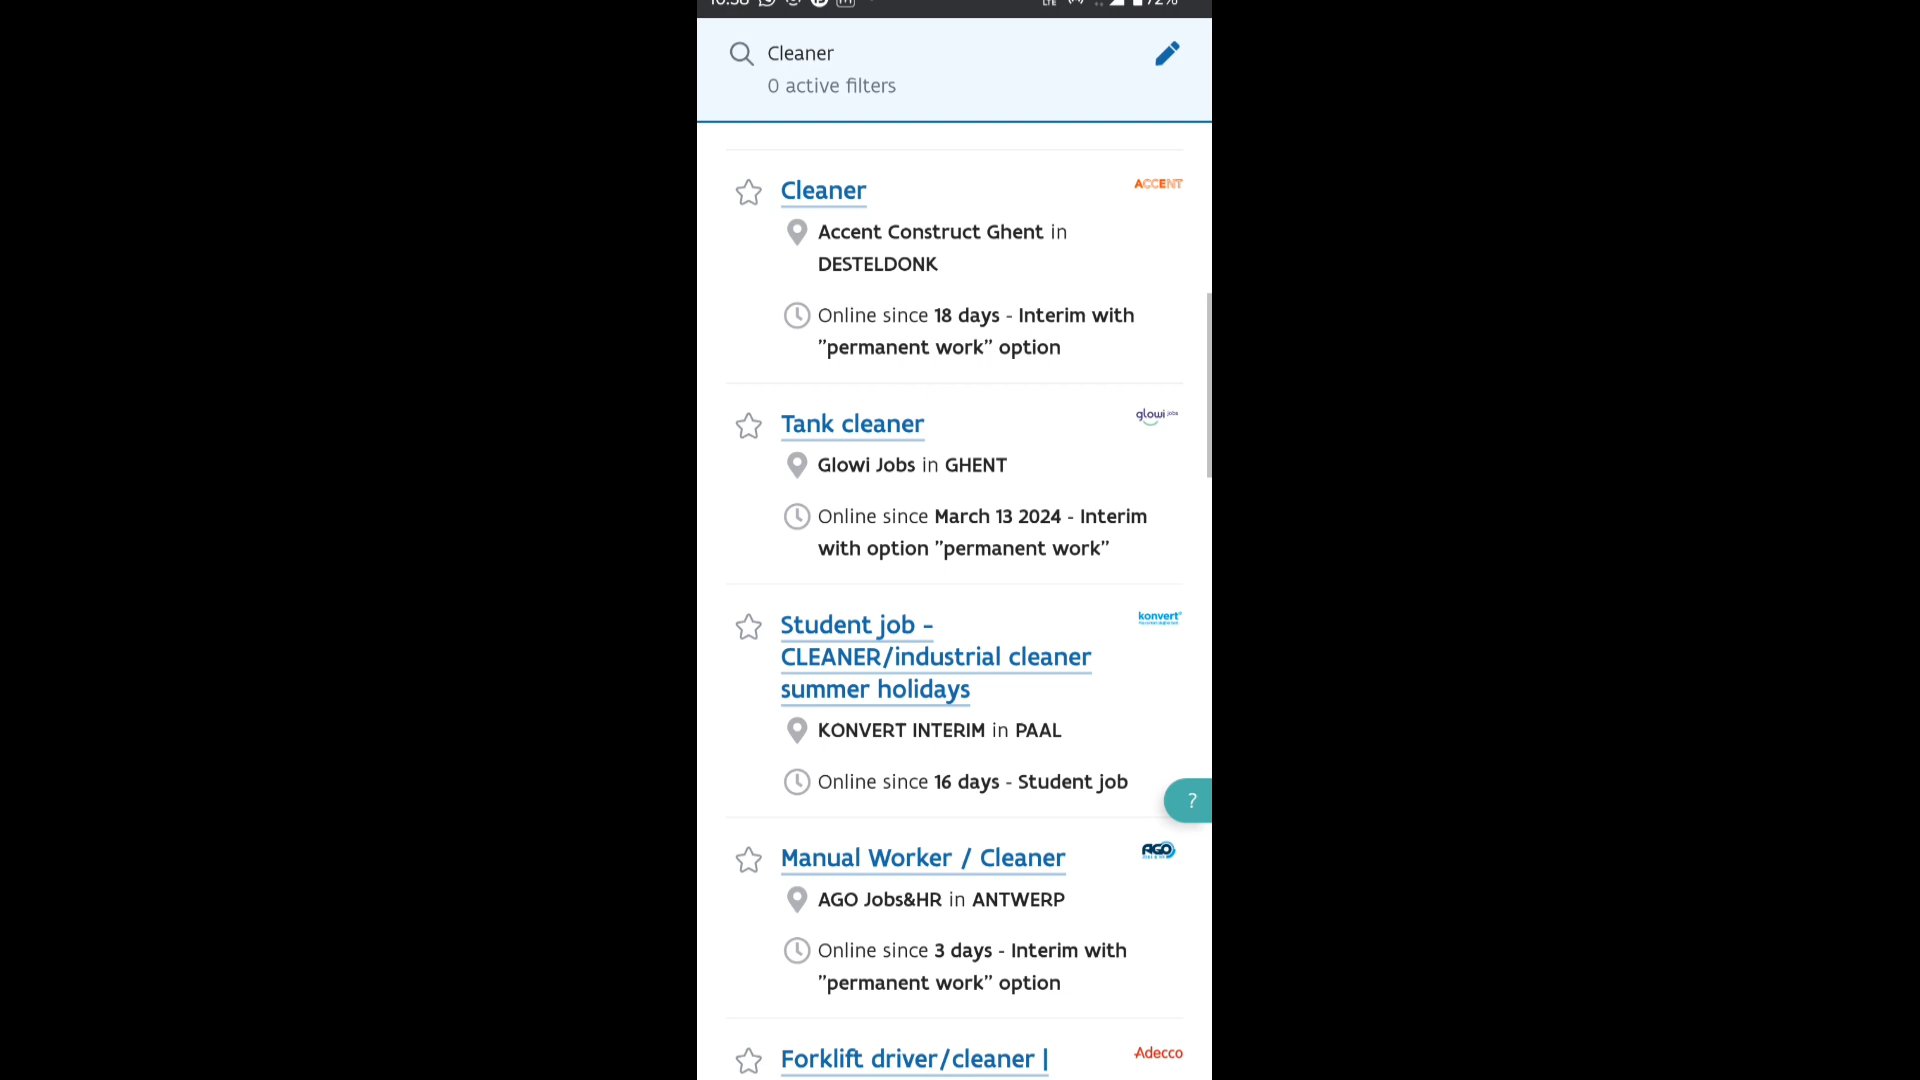 10:38 72%
Cleaner
0 active filters
Cleaner
ACCENT
Accent Construct Ghent in
DESTELDONK
Online since 18 days - Interim with
"permanent work" option
Tank cleaner
glowi jobs
Glowi Jobs in GHENT
Online since March 13 2024 - Interim
with option "permanent work"
Student job -
konvert
CLEANER/industrial cleaner
summer holidays
KONVERT INTERIM in PAAL
Online since 16 days - Student job
?
Manual Worker / Cleaner
AGO
AGO Jobs&HR in ANTWERP
Online since 3 days - Interim with
"permanent work" option
Forklift driver/cleaner |
Adecco